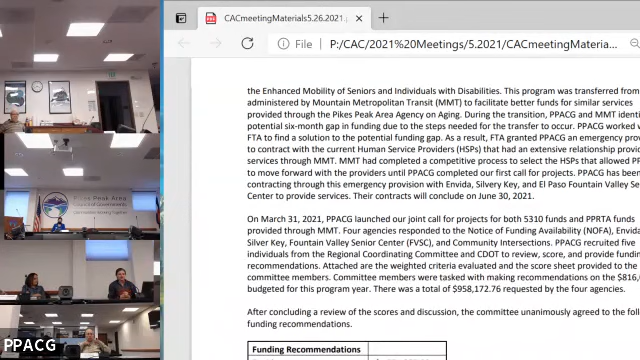 CACmeetingMaterials5.26.2021.p
File
P:/CAC/2021%20Meetings/5.2021/CACmeetingMateria...
the Enhanced Mobility of Seniors and Individuals with Disabilities. This program was transferred from
administered by Mountain Metropolitan Transit (MMT) to facilitate better funds for similar services
provided through the Pikes Peak Area Agency on Aging. During the transition, PPACG and MMT identi
potential six-month gap in funding due to the steps needed for the transfer to occur. PPACG worked w
FTA to find a solution to the potential funding gap. As a result, FTA granted PPACG an emergency pro
to contract with the current Human Service Providers (HSPs) that had an extensive relationship provid
services through MMT. MMT had completed a competitive process to select the HSPs that allowed PP
to move forward with the providers until PPACG completed our first call for projects. PPACG has been
contracting through this emergency provision with Envida, Silvery Key, and El Paso Fountain Valley Se
Center to provide services. Their contracts will conclude on June 30, 2021.
On March 31, 2021, PPACG launched our joint call for projects for both 5310 funds and PPRTA funds
provided through MMT. Four agencies responded to the Notice of Funding Availability (NOFA), Envida
Silver Key, Fountain Valley Senior Center (FVSC), and Community Intersections. PPACG recruited five
individuals from the Regional Coordinating Committee and CDOT to review, score, and provide fundin
recommendations. Attached are the weighted criteria evaluated and the score sheet provided to the
committee members. Committee members were tasked with making recommendations on the $816,
budgeted for this program year. There was a total of $958,172.76 requested by the four agencies.
After concluding a review of the scores and discussion, the committee unanimously agreed to the foll
funding recommendations.
Funding Recommendations
Pikes Peak Area
Council of Governments
PPACG